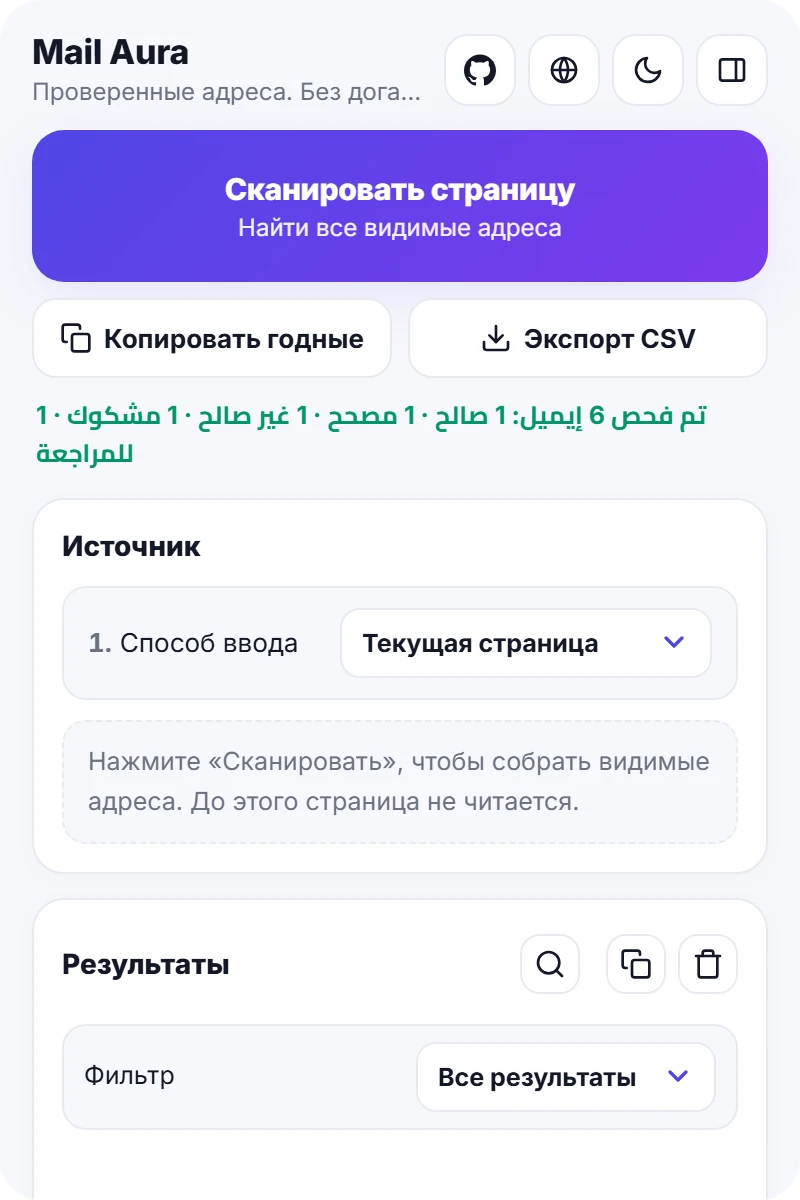 Mail Aura
Проверенные адреса. Без дога...
Сканировать страницу
Найти все видимые адреса
Копировать годные
Экспорт CSV
تم فحص 6 إيميل: 1 صالح · 1 مصحح · 1 غير صالح · 1 مشكوك · 1
للمراجعة
Источник
1. Способ ввода
Текущая страница
Нажмите «Сканировать», чтобы собрать видимые
адреса. До этого страница не читается.
Результаты
Фильтр
Все результаты